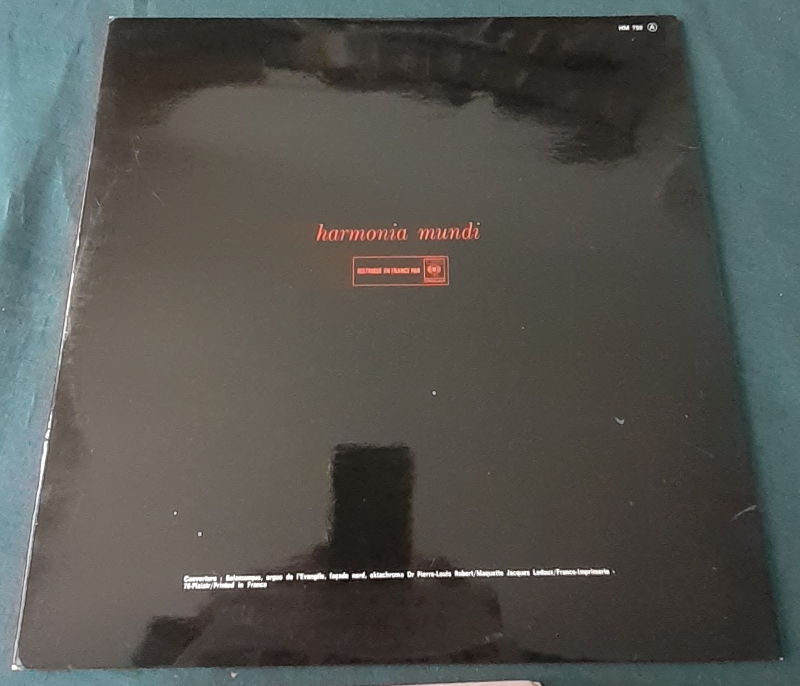 HM 759 A
harmonia mundi
DISTRIBUÉ EN FRANCE PAR
Couverture : Salamanque, orgue de l'Evangile, façade nord, ektachrome Dr Pierre-Louis Robert/Maquette Jacques Ledoux/France-Imprimerie -
78-Plaisir/Printed in France